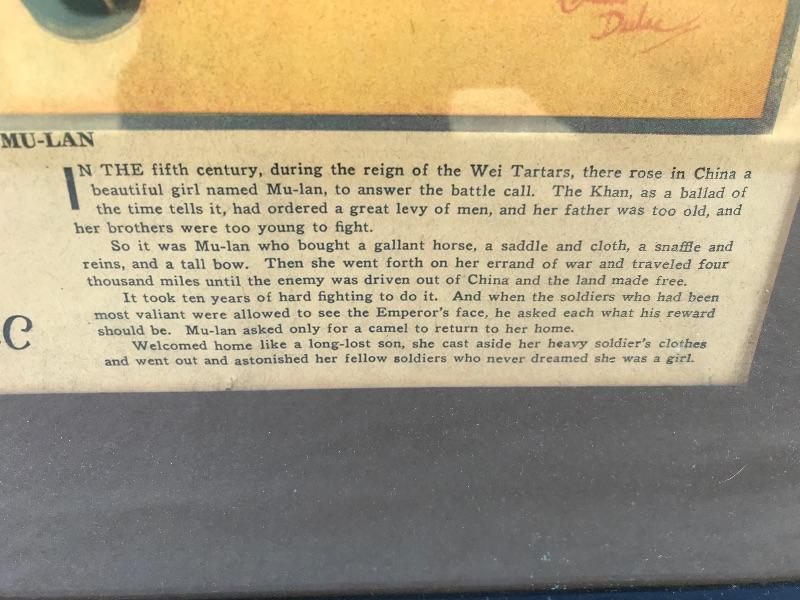 Dulac
MU-LAN
IN THE fifth century, during the reign of the Wei Tartars, there rose in China a
beautiful girl named Mu-lan, to answer the battle call. The Khan, as a ballad of
the time tells it, had ordered a great levy of men, and her father was too old, and
her brothers were too young to fight.
So it was Mu-lan who bought a gallant horse, a saddle and cloth, a snaffle and
reins, and a tall bow. Then she went forth on her errand of war and traveled four
thousand miles until the enemy was driven out of China and the land made free.
It took ten years of hard fighting to do it. And when the soldiers who had been
most valiant were allowed to see the Emperor's face, he asked each what his reward
should be. Mu-lan asked only for a camel to return to her home.
Welcomed home like a long-lost son, she cast aside her heavy soldier's clothes
and went out and astonished her fellow soldiers who never dreamed she was a girl.